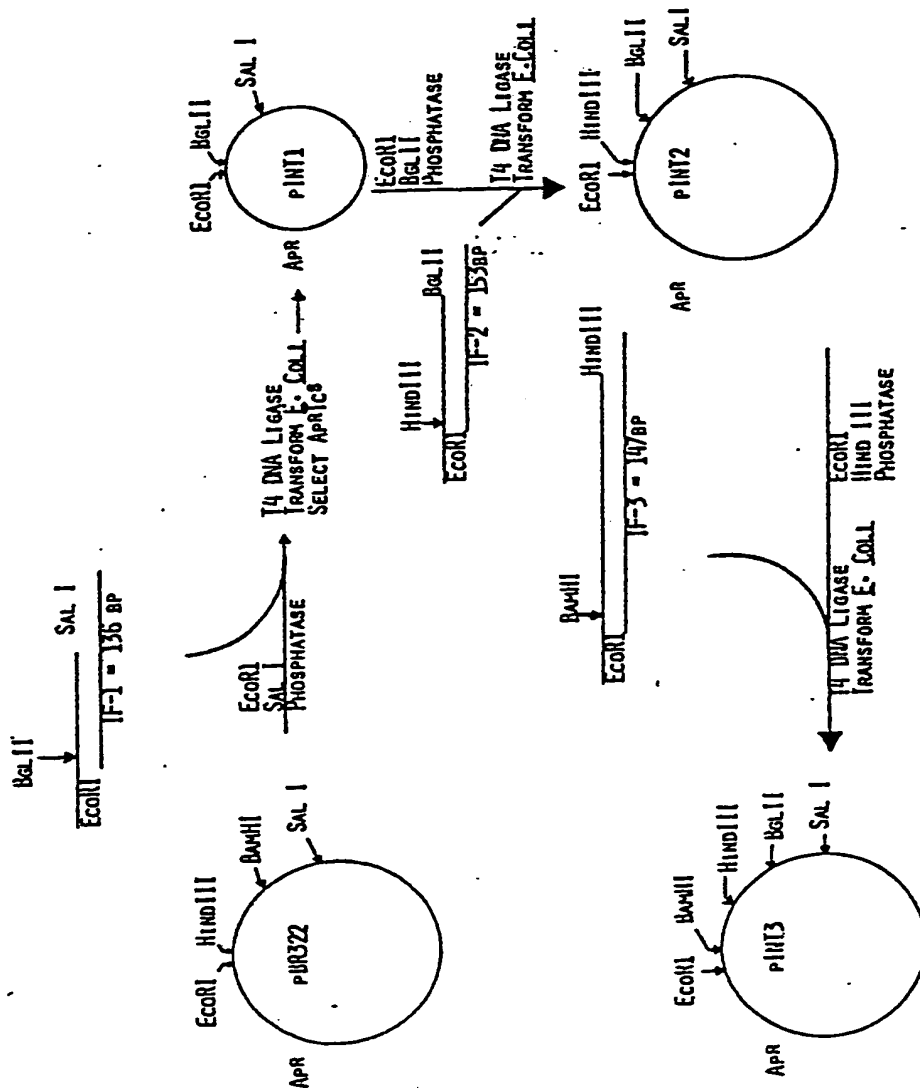 BglII
Sal I
EcoRI
IF-1 = 136 bp
EcoRI
HindIII
BamHI
Sal I
pBR322
ApR
EcoRI
Sal I
Phosphatase
T4 DNA Ligase
Transform E. Coli
Select ApRTcS
EcoRI
BglII
Sal I
pINT1
ApR
EcoRI
BglII
Phosphatase
HindIII
BglII
EcoRI
IF-2 = 153bp
T4 DNA Ligase
Transform E. Coli
EcoRI
HindIII
BglII
Sal I
pINT2
ApR
BamHI
HindIII
EcoRI
IF-3 = 147bp
EcoRI
Hind III
Phosphatase
T4 DNA Ligase
Transform E. Coli
EcoRI
BamHI
HindIII
BglII
Sal I
pINT3
ApR